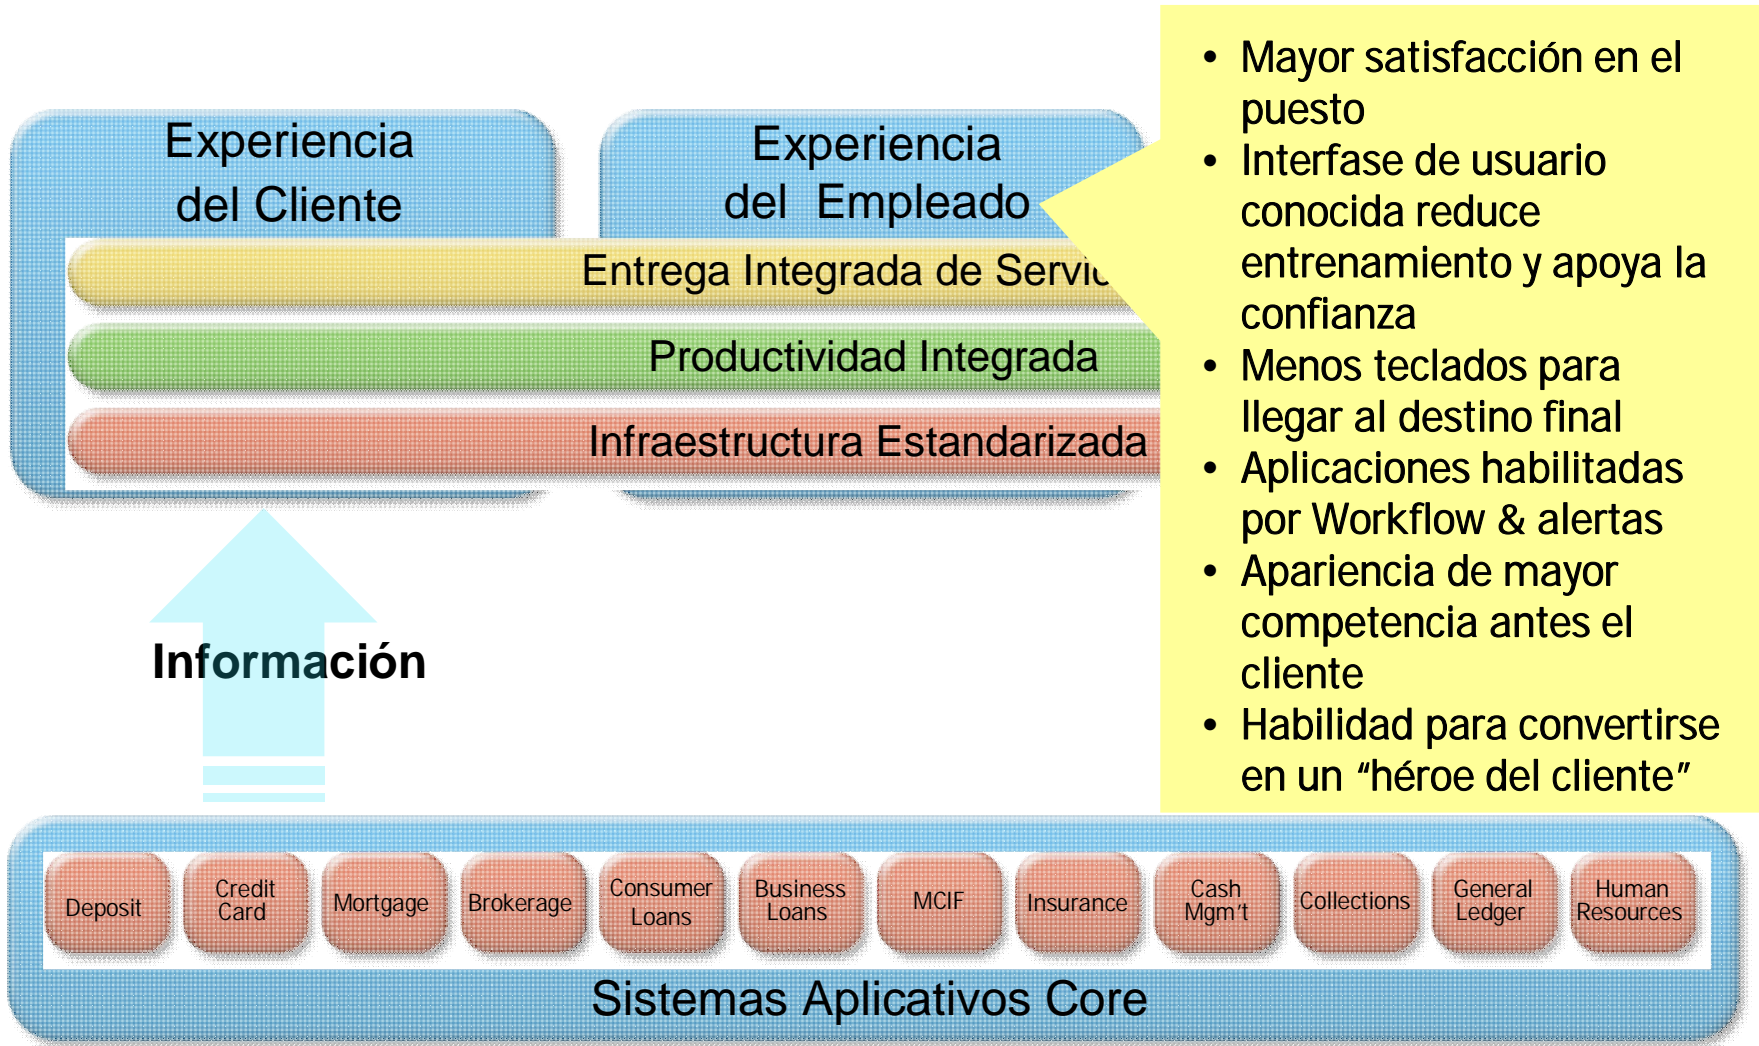 Experiencia
del Cliente
Experiencia
del Empleado
Entrega Integrada de Servic
Productividad Integrada
Infraestructura Estandarizada
• Mayor satisfacción en el
puesto
• Interfase de usuario
conocida reduce
entrenamiento y apoya la
confianza
• Menos teclados para
llegar al destino final
• Aplicaciones habilitadas
por Workflow & alertas
• Apariencia de mayor
competencia antes el
cliente
• Habilidad para convertirse
en un “héroe del cliente”
Información
Deposit
Credit
Card
Mortgage
Brokerage
Consumer
Loans
Business
Loans
MCIF
Insurance
Cash
Mgm't
Collections
General
Ledger
Human
Resources
Sistemas Aplicativos Core